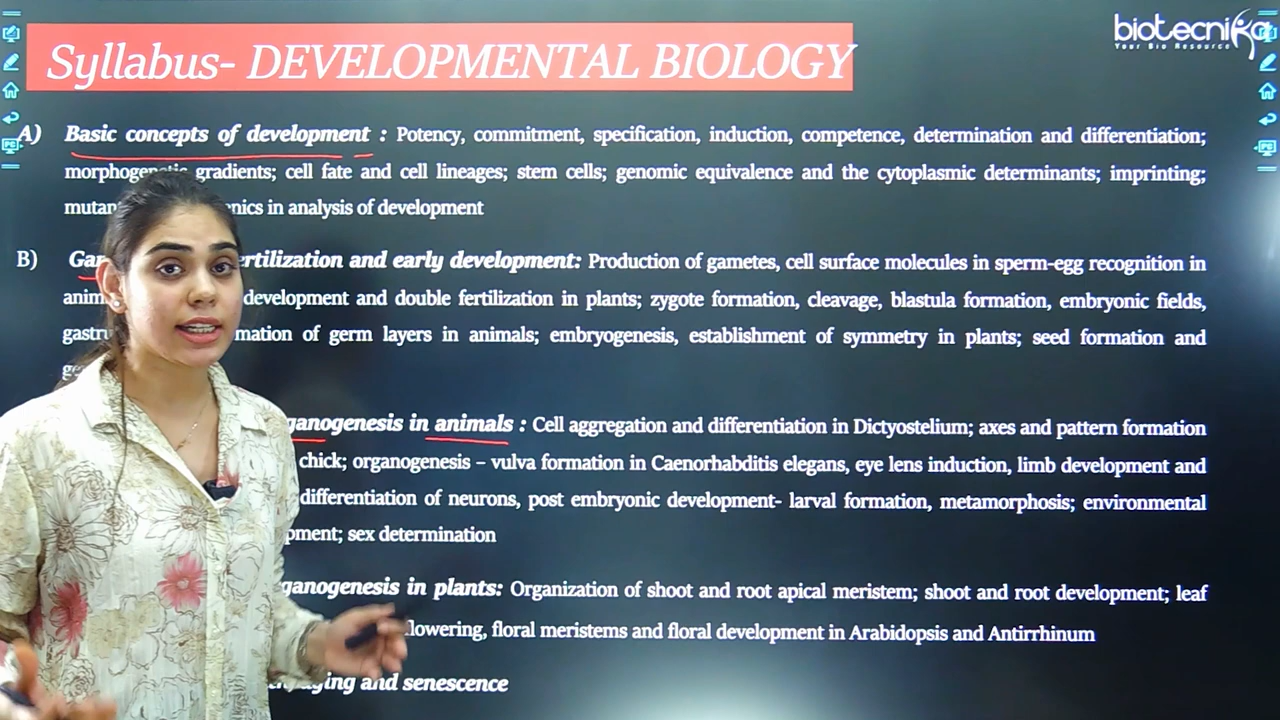 biotecnika
Your Bio Resource
Syllabus- DEVELOPMENTAL BIOLOGY
A) Basic concepts of development : Potency, commitment, specification, induction, competence, determination and differentiation;
morphogenetic gradients; cell fate and cell lineages; stem cells; genomic equivalence and the cytoplasmic determinants; imprinting;
in analysis of development
B) and early development: Production of gametes, cell surface molecules in sperm-egg recognition in
development and double fertilization in plants; zygote formation, cleavage, blastula formation, embryonic fields,
of germ layers in animals; embryogenesis, establishment of symmetry in plants; seed formation and
in animals : Cell aggregation and differentiation in Dictyostelium; axes and pattern formation
chick; organogenesis – vulva formation in Caenorhabditis elegans, eye lens induction, limb development and
differentiation of neurons, post embryonic development- larval formation, metamorphosis; environmental
sex determination
in plants: Organization of shoot and root apical meristem; shoot and root development; leaf
flowering, floral meristems and floral development in Arabidopsis and Antirrhinum
aging and senescence